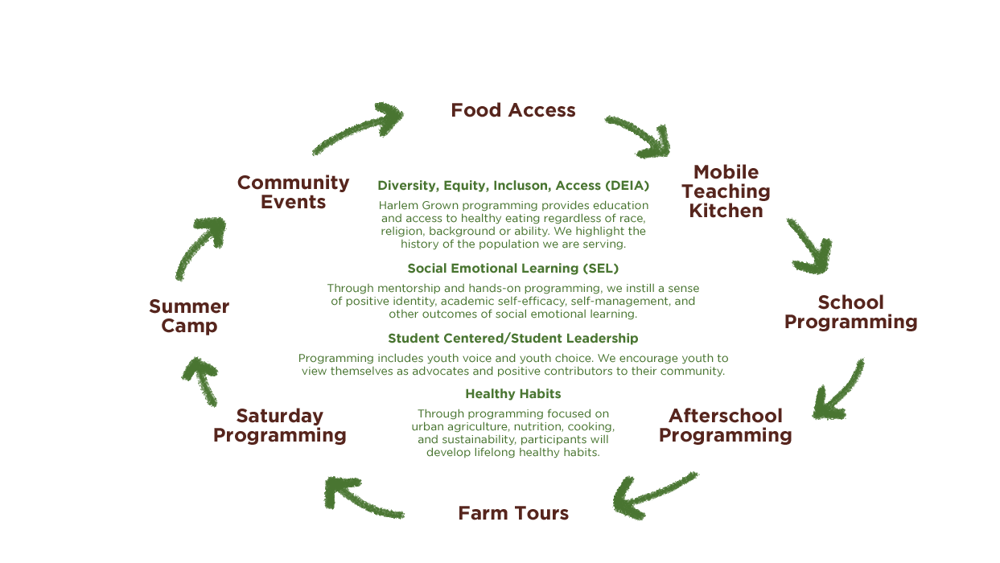 Food Access
Mobile
Teaching
Kitchen
Community
Events
Diversity, Equity, Incluson, Access (DEIA)
Harlem Grown programming provides education
and access to healthy eating regardless of race,
religion, background or ability. We highlight the
history of the population we are serving.
Social Emotional Learning (SEL)
Through mentorship and hands-on programming, we instill a sense
of positive identity, academic self-efficacy, self-management, and
other outcomes of social emotional learning.
School
Programming
Summer
Camp
Student Centered/Student Leadership
Programming includes youth voice and youth choice. We encourage youth to
view themselves as advocates and positive contributors to their community.
Healthy Habits
Through programming focused on
urban agriculture, nutrition, cooking,
and sustainability, participants will
develop lifelong healthy habits.
Afterschool
Programming
Saturday
Programming
Farm Tours